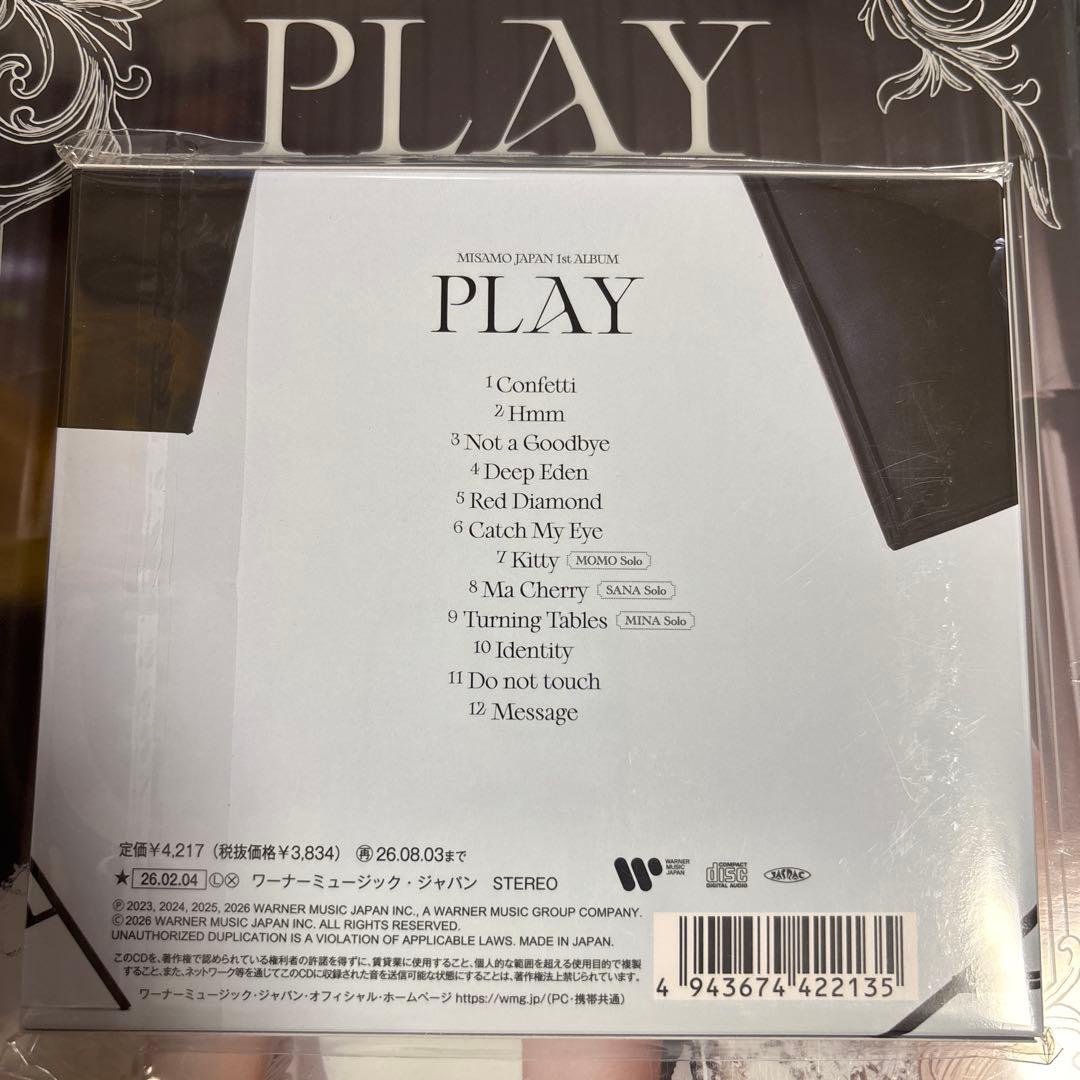 PLAY
MISAMO JAPAN 1st ALBUM
PLAY
1 Confetti
2 Hmm
3 Not a Goodbye
4 Deep Eden
5 Red Diamond
6 Catch My Eye
7 Kitty MOMO Solo
8 Ma Cherry SANA Solo
9 Turning Tables MINA Solo
10 Identity
11 Do not touch
12 Message
定価¥4,217(税抜価格¥3,834) ㊢26.08.03まで
★26.02.04ⓁⓍ ワーナーミュージック・ジャパン STEREO
WARNER MUSIC JAPAN
COMPACT disc DIGITAL AUDIO
JASRAC
Ⓟ2023, 2024, 2025, 2026 WARNER MUSIC JAPAN INC., A WARNER MUSIC GROUP COMPANY.
©2026 WARNER MUSIC JAPAN INC. ALL RIGHTS RESERVED.
UNAUTHORIZED DUPLICATION IS A VIOLATION OF APPLICABLE LAWS. MADE IN JAPAN.
このCDを、著作権で認められている権利者の許諾を得ずに、賃貸業に使用すること、個人的な範囲を超える使用目的で複製
すること、また、ネットワーク等を通じてこのCDに収録された音を送信可能な状態にすることは、著作権法上禁じられています。
ワーナーミュージック・ジャパン・オフィシャル・ホームページ https://wmg.jp/(PC・携帯共通)
4 943674 422135